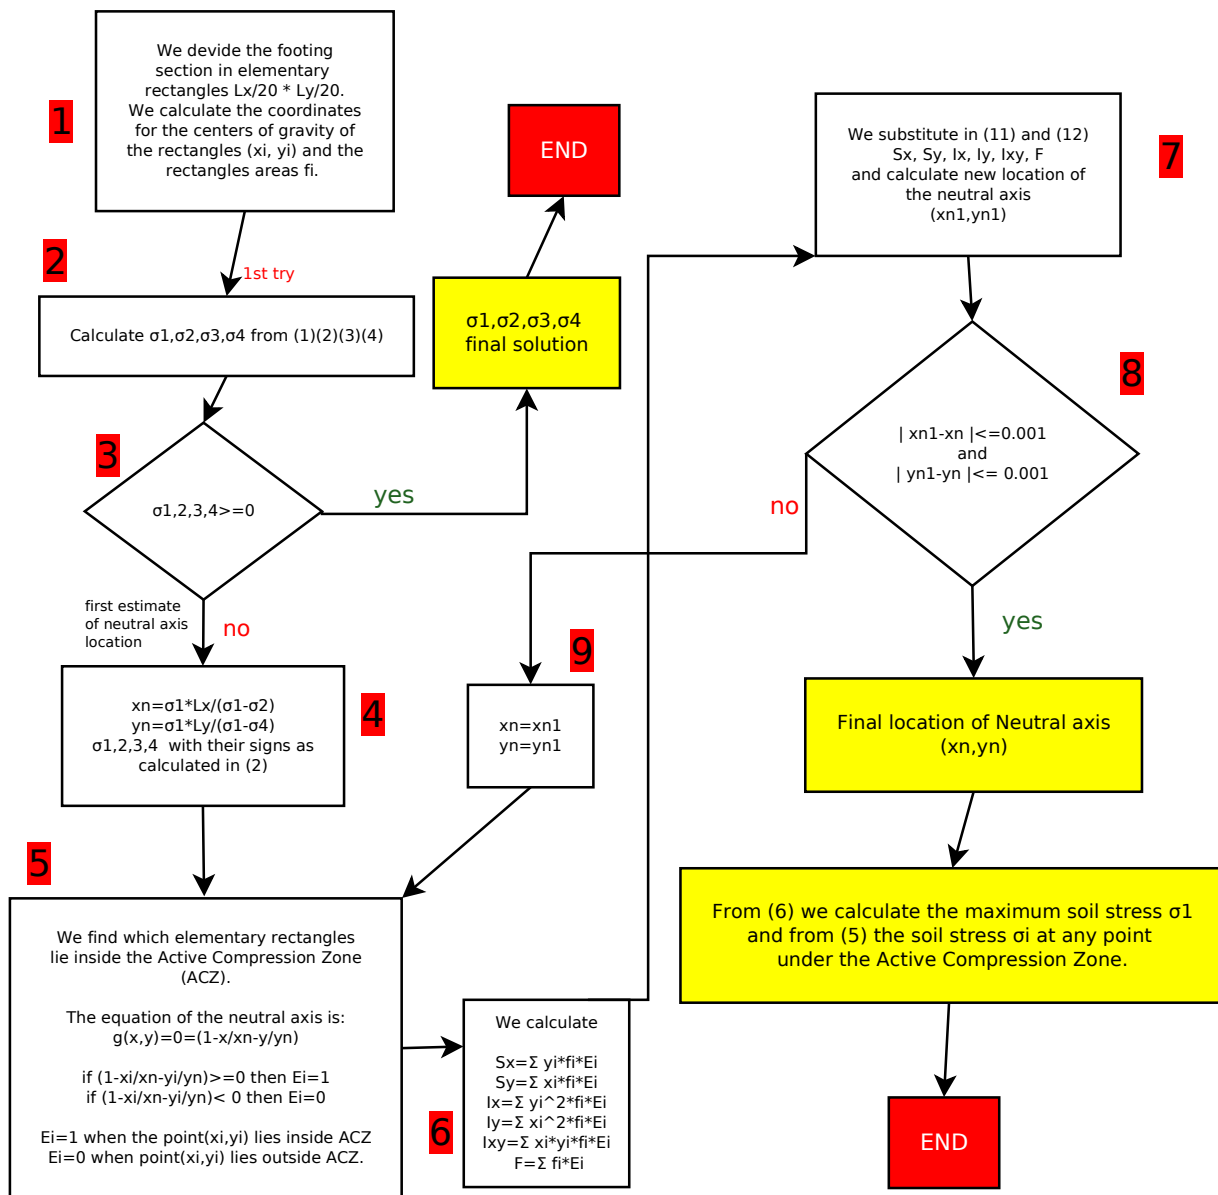 1
We devide the footing
section in elementary
rectangles Lx/20 * Ly/20.
We calculate the coordinates
for the centers of gravity of
the rectangles (xi, yi) and the
rectangles areas fi.
2
1st try
Calculate σ1,σ2,σ3,σ4 from (1)(2)(3)(4)
3
σ1,2,3,4>=0
yes
σ1,σ2,σ3,σ4
final solution
END
first estimate
of neutral axis
location
no
4
xn=σ1*Lx/(σ1-σ2)
yn=σ1*Ly/(σ1-σ4)
σ1,2,3,4 with their signs as
calculated in (2)
5
We find which elementary rectangles
lie inside the Active Compression Zone
(ACZ).
The equation of the neutral axis is:
g(x,y)=0=(1-x/xn-y/yn)
if (1-xi/xn-yi/yn)>=0 then Ei=1
if (1-xi/xn-yi/yn)< 0 then Ei=0
Ei=1 when the point(xi,yi) lies inside ACZ
Ei=0 when point(xi,yi) lies outside ACZ.
6
We calculate
Sx=Σ yi*fi*Ei
Sy=Σ xi*fi*Ei
Ix=Σ yi^2*fi*Ei
Iy=Σ xi^2*fi*Ei
Ixy=Σ xi*yi*fi*Ei
F=Σ fi*Ei
7
We substitute in (11) and (12)
Sx, Sy, Ix, Iy, Ixy, F
and calculate new location of
the neutral axis
(xn1,yn1)
8
| xn1-xn |<=0.001
and
| yn1-yn |<= 0.001
no
9
xn=xn1
yn=yn1
yes
Final location of Neutral axis
(xn,yn)
From (6) we calculate the maximum soil stress σ1
and from (5) the soil stress σi at any point
under the Active Compression Zone.
END